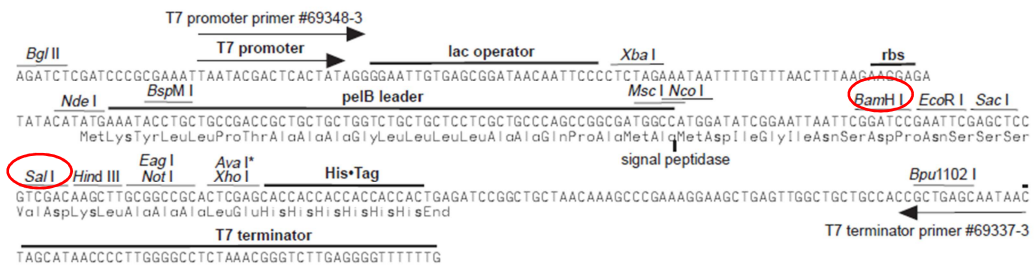 T7 promoter primer #69348-3
Bgl II T7 promoter lac operator Xba I rbs
AGATCTCGATCCCGCGAAATTAATACGACTCACTATAGGGGAATTGTGAGCGGATAACAATTCCCCTCTAGAAATAATTTTGTTTAACTTTAAGAAGGAGA
Nde I BspM I pelB leader Msc I Nco I BamH I EcoR I Sac I
TATACATATGAAATACCTGCTGCCGACCGCTGCTGCTGGTCTGCTGCTCCTCGCTGCCCAGCCGGCGATGGCCATGGATATCGGAATTAATTCGGATCCGAATTCGAGCTCC
MetLysTyrLeuLeuProThrAlaAlaAlaGlyLeuLeuLeuLeuAlaAlaGlnProAlaMetAlaMetAspIleGlyIleAsnSerAspProAsnSerSerSer
signal peptidase
Sal I Hind III Eag I Not I Ava I* Xho I His•Tag Bpu1102 I
GTCGACAAGCTTGCGGCCGCACTCGAGCACCACCACCACCACCACTGAGATCCGGCTGCTAACAAAGCCCGAAAGGAAGCTGAGTTGGCTGCTGCCACCGCTGAGCAATAAC
ValAspLysLeuAlaAlaAlaLeuGluHisHisHisHisHisHisEnd
T7 terminator T7 terminator primer #69337-3
TAGCATAACCCCTTGGGGCCTCTAAACGGGTCTTGAGGGGTTTTTTG